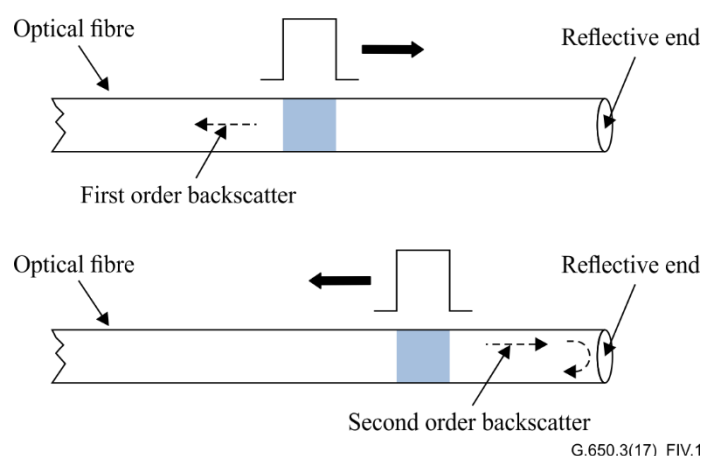 Optical fibre
Reflective end
First order backscatter
Optical fibre
Reflective end
Second order backscatter
G.650.3(17)_FIV.1